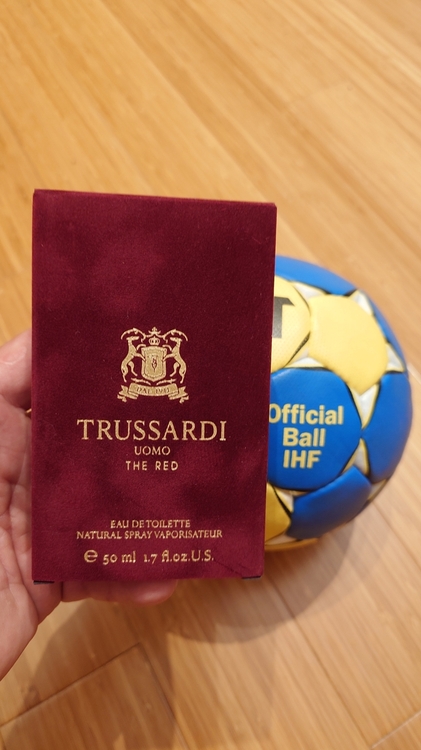 TRUSSARDI
UOMO
THE RED
EAU DE TOILETTE
NATURAL SPRAY VAPORISATEUR
℮ 50 ml 1.7 fl.oz.U.S.
Official
Ball
IHF